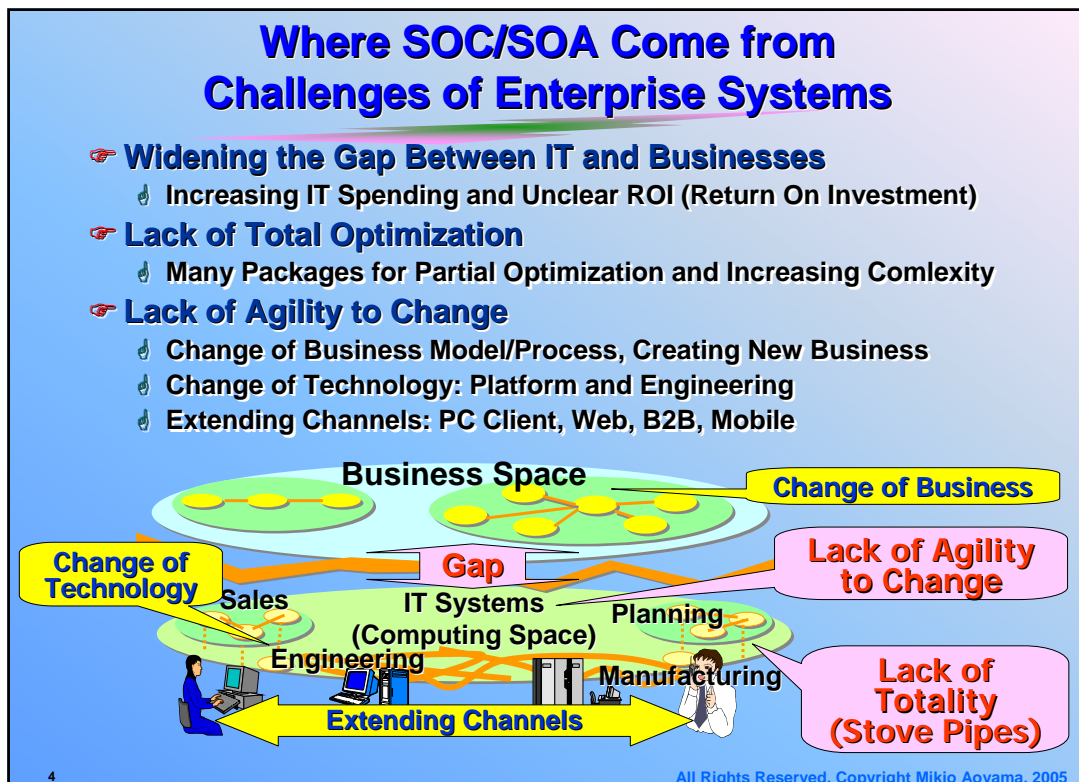 Where SOC/SOA Come from
Challenges of Enterprise Systems
Widening the Gap Between IT and Businesses
Increasing IT Spending and Unclear ROI (Return On Investment)
Lack of Total Optimization
Many Packages for Partial Optimization and Increasing Comlexity
Lack of Agility to Change
Change of Business Model/Process, Creating New Business
Change of Technology: Platform and Engineering
Extending Channels: PC Client, Web, B2B, Mobile
Business Space
Change of Business
Change of
Technology
Gap
Lack of Agility
to Change
Sales
IT Systems
(Computing Space)
Planning
Engineering
Manufacturing
Lack of
Totality
(Stove Pipes)
Extending Channels
4
All Rights Reserved, Copyright Mikio Aoyama, 2005